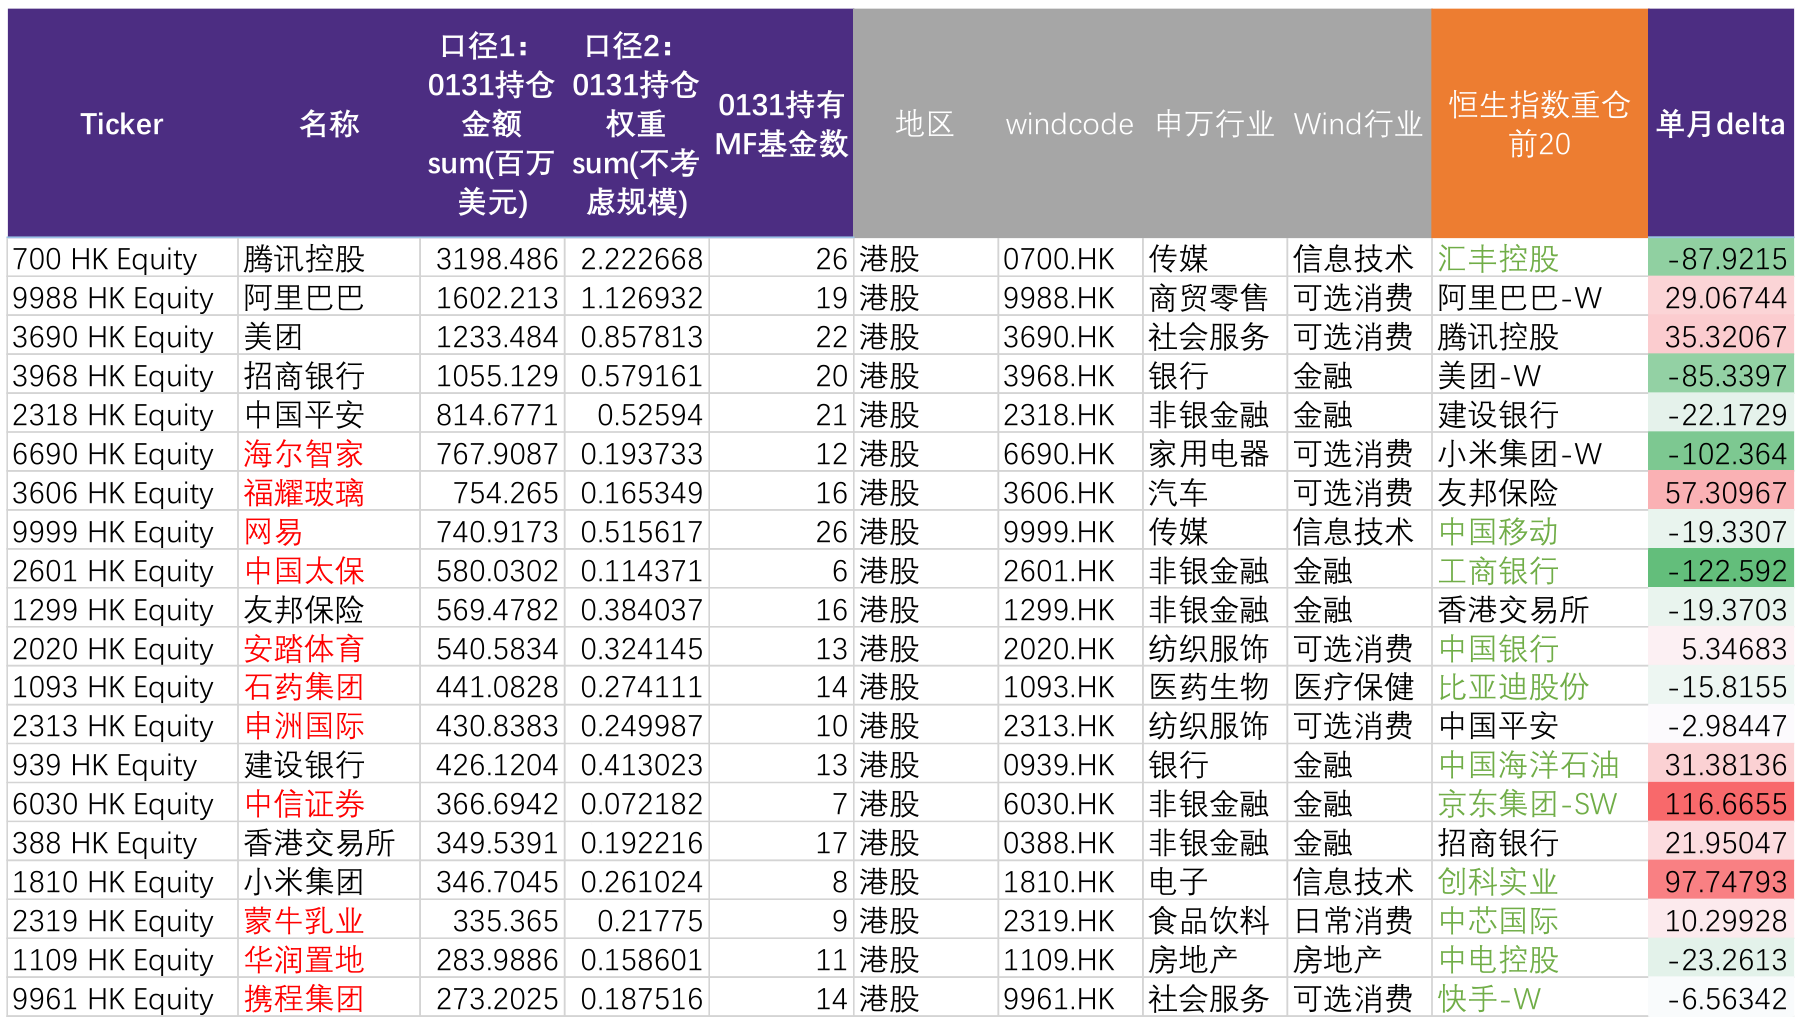 Ticker 名称 口径1：0131持仓金额sum(百万美元) 口径2：0131持仓权重sum(不考虑规模) 0131持有MF基金数 地区 windcode 申万行业 Wind行业 恒生指数重仓前20 单月delta
700 HK Equity 腾讯控股 3198.486 2.222668 26 港股 0700.HK 传媒 信息技术 汇丰控股 -87.9215
9988 HK Equity 阿里巴巴 1602.213 1.126932 19 港股 9988.HK 商贸零售 可选消费 阿里巴巴-W 29.06744
3690 HK Equity 美团 1233.484 0.857813 22 港股 3690.HK 社会服务 可选消费 腾讯控股 35.32067
3968 HK Equity 招商银行 1055.129 0.579161 20 港股 3968.HK 银行 金融 美团-W -85.3397
2318 HK Equity 中国平安 814.6771 0.52594 21 港股 2318.HK 非银金融 金融 建设银行 -22.1729
6690 HK Equity 海尔智家 767.9087 0.193733 12 港股 6690.HK 家用电器 可选消费 小米集团-W -102.364
3606 HK Equity 福耀玻璃 754.265 0.165349 16 港股 3606.HK 汽车 可选消费 友邦保险 57.30967
9999 HK Equity 网易 740.9173 0.515617 26 港股 9999.HK 传媒 信息技术 中国移动 -19.3307
2601 HK Equity 中国太保 580.0302 0.114371 6 港股 2601.HK 非银金融 金融 工商银行 -122.592
1299 HK Equity 友邦保险 569.4782 0.384037 16 港股 1299.HK 非银金融 金融 香港交易所 -19.3703
2020 HK Equity 安踏体育 540.5834 0.324145 13 港股 2020.HK 纺织服饰 可选消费 中国银行 5.34683
1093 HK Equity 石药集团 441.0828 0.274111 14 港股 1093.HK 医药生物 医疗保健 比亚迪股份 -15.8155
2313 HK Equity 申洲国际 430.8383 0.249987 10 港股 2313.HK 纺织服饰 可选消费 中国平安 -2.98447
939 HK Equity 建设银行 426.1204 0.413023 13 港股 0939.HK 银行 金融 中国海洋石油 31.38136
6030 HK Equity 中信证券 366.6942 0.072182 7 港股 6030.HK 非银金融 金融 京东集团-SW 116.6655
388 HK Equity 香港交易所 349.5391 0.192216 17 港股 0388.HK 非银金融 金融 招商银行 21.95047
1810 HK Equity 小米集团 346.7045 0.261024 8 港股 1810.HK 电子 信息技术 创科实业 97.74793
2319 HK Equity 蒙牛乳业 335.365 0.21775 9 港股 2319.HK 食品饮料 日常消费 中芯国际 10.29928
1109 HK Equity 华润置地 283.9886 0.158601 11 港股 1109.HK 房地产 房地产 中电控股 -23.2613
9961 HK Equity 携程集团 273.2025 0.187516 14 港股 9961.HK 社会服务 可选消费 快手-W -6.56342